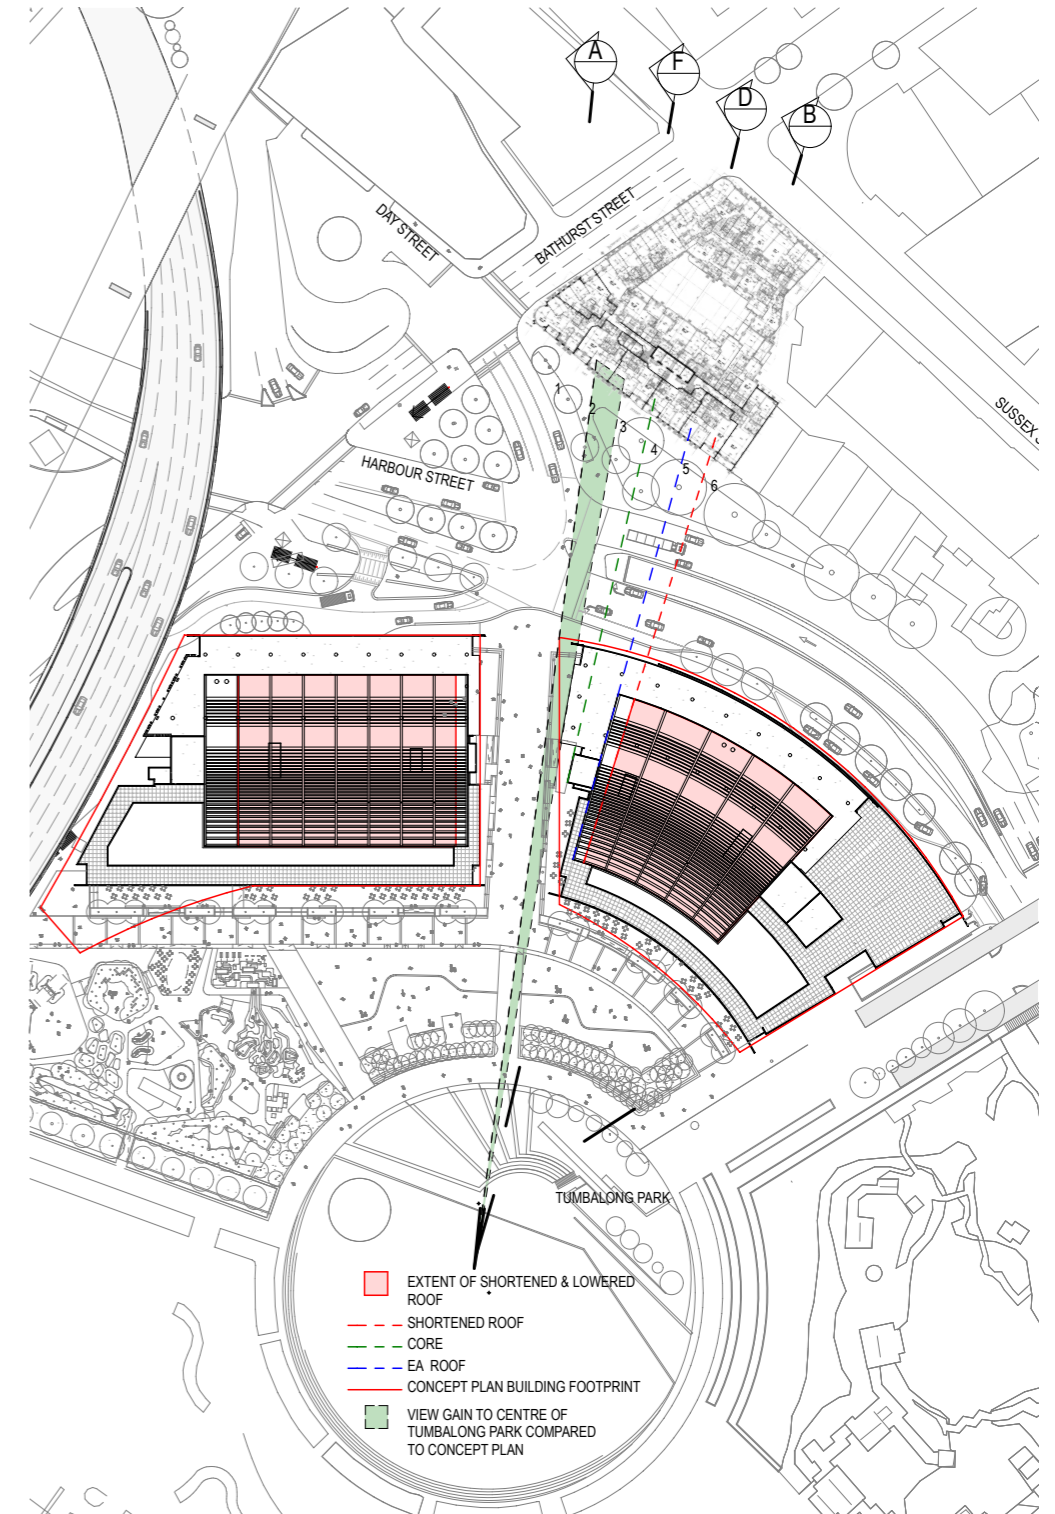 A
F
D
B
DAY STREET
BATHURST STREET
SUSSEX S
1
2
3
4
5
6
HARBOUR STREET
TUMBALONG PARK
EXTENT OF SHORTENED & LOWERED
ROOF
SHORTENED ROOF
CORE
EA ROOF
CONCEPT PLAN BUILDING FOOTPRINT
VIEW GAIN TO CENTRE OF
TUMBALONG PARK COMPARED
TO CONCEPT PLAN